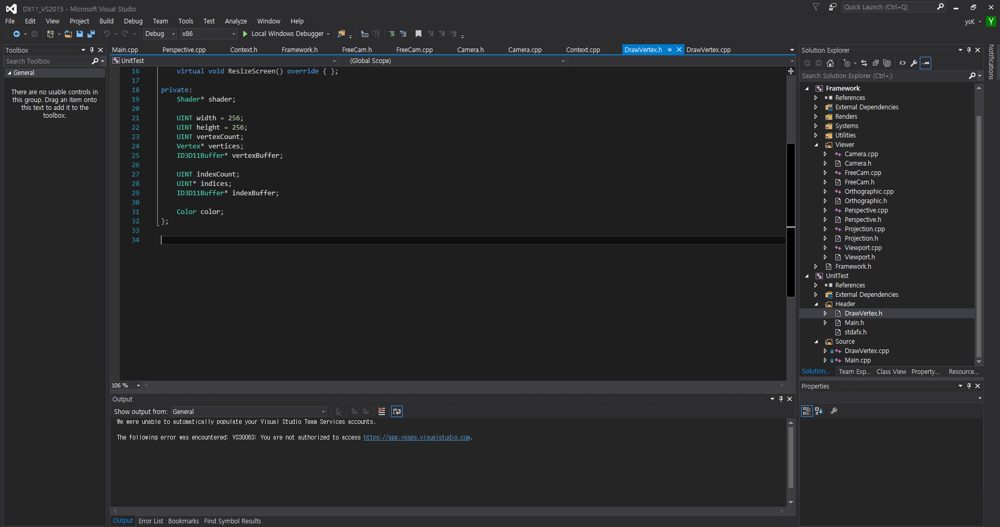 DX11_VS2015 - Microsoft Visual Studio
Quick Launch (Ctrl+Q)
File Edit View Project Build Debug Team Tools Test Analyze Window Help
ysK Y
Debug x86 Local Windows Debugger
Toolbox
Search Toolbox
General
There are no usable controls in
this group. Drag an item onto
this text to add it to the
toolbox.
Main.cpp Perspective.cpp Context.h Framework.h FreeCam.h FreeCam.cpp Camera.h Camera.cpp Context.cpp DrawVertex.h DrawVertex.cpp
UnitTest (Global Scope)
16 virtual void ResizeScreen() override { };
17
18 private:
19 Shader* shader;
20
21 UINT width = 256;
22 UINT height = 256;
23 UINT vertexCount;
24 Vertex* vertices;
25 ID3D11Buffer* vertexBuffer;
26
27 UINT indexCount;
28 UINT* indices;
29 ID3D11Buffer* indexBuffer;
30
31 Color color;
32 };
33
34
106 %
Output
Show output from: General
We were unable to automatically populate your Visual Studio Team Services accounts.
The following error was encountered: VS30063: You are not authorized to access https://app.vssps.visualstudio.com.
Output Error List Bookmarks Find Symbol Results
Solution Explorer
Search Solution Explorer (Ctrl+;)
Framework
References
External Dependencies
Renders
Systems
Utilities
Viewer
Camera.cpp
Camera.h
FreeCam.cpp
FreeCam.h
Orthographic.cpp
Orthographic.h
Perspective.cpp
Perspective.h
Projection.cpp
Projection.h
Viewport.cpp
Viewport.h
Framework.h
UnitTest
References
External Dependencies
Header
DrawVertex.h
Main.h
stdafx.h
Source
DrawVertex.cpp
Main.cpp
Solution... Team Exp... Class View Property... Resource...
Properties
Notifications